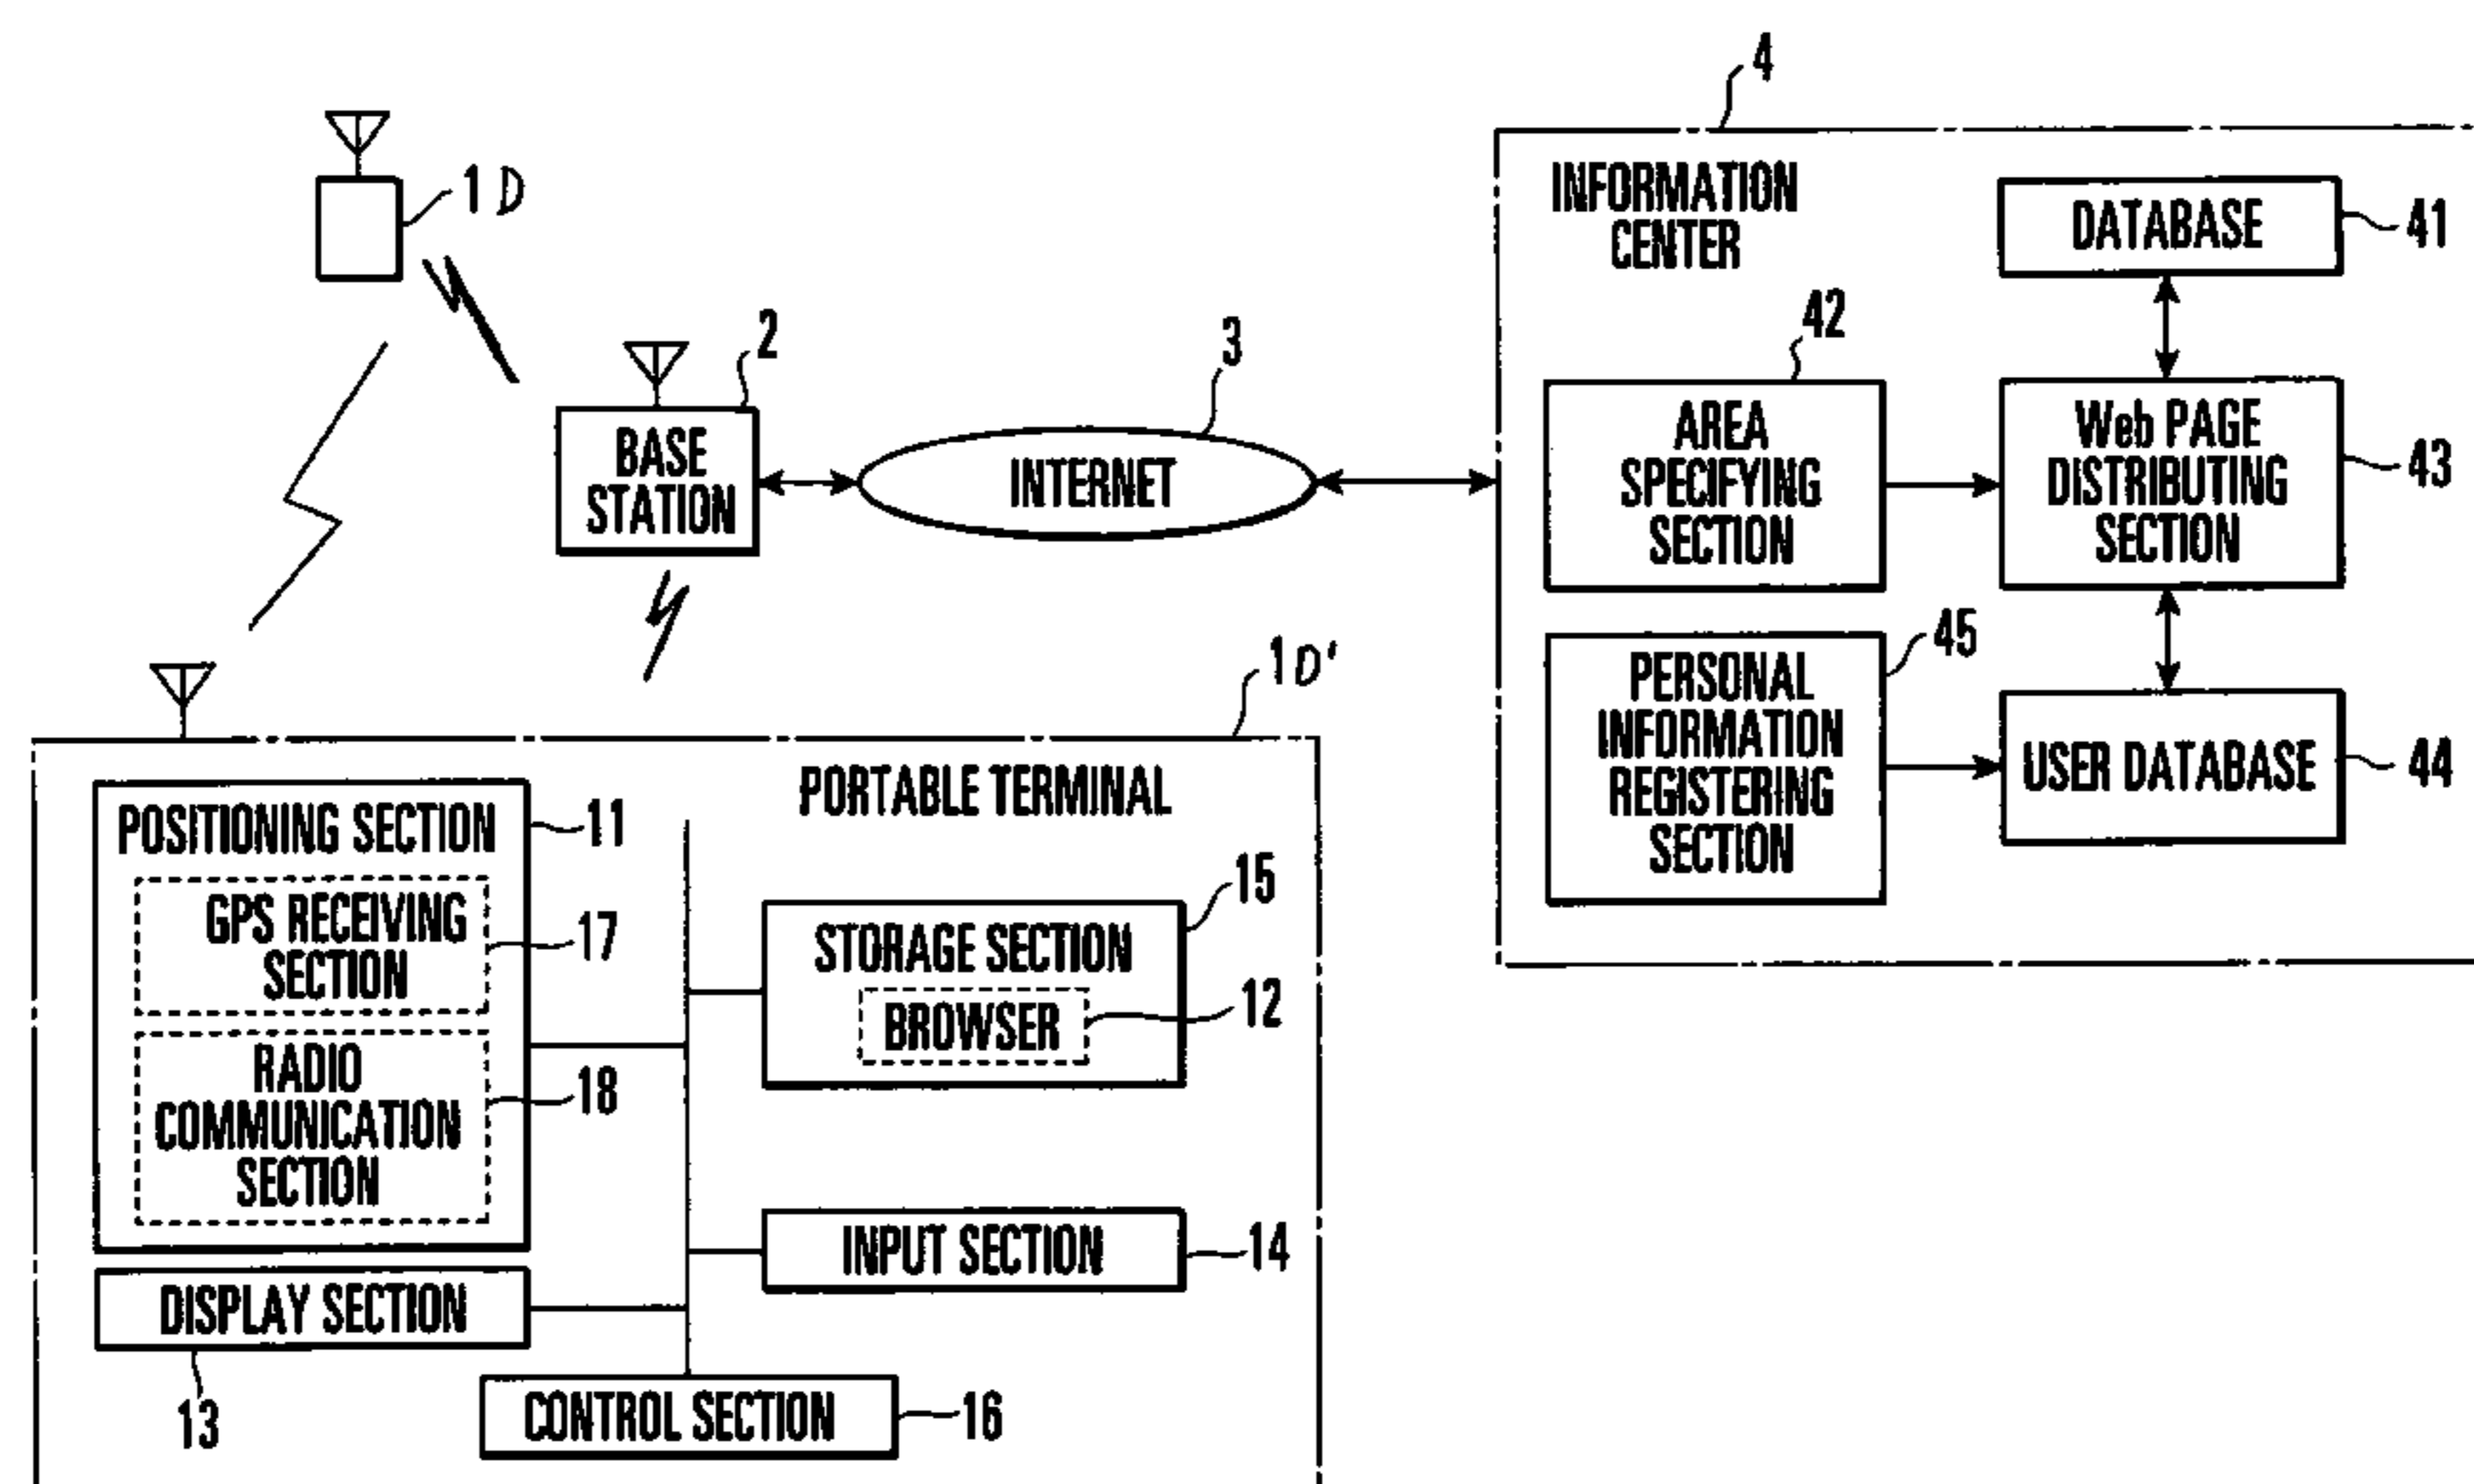 4
1D
INFORMATION
CENTER
DATABASE
41
42
2
3
BASE
STATION
INTERNET
AREA
SPECIFYING
SECTION
Web PAGE
DISTRIBUTING
SECTION
43
45
1D'
PERSONAL
INFORMATION
REGISTERING
SECTION
USER DATABASE
44
PORTABLE TERMINAL
POSITIONING SECTION
11
GPS RECEIVING
SECTION
17
RADIO
COMMUNICATION
SECTION
18
15
STORAGE SECTION
BROWSER
12
INPUT SECTION
14
DISPLAY SECTION
13
CONTROL SECTION
16